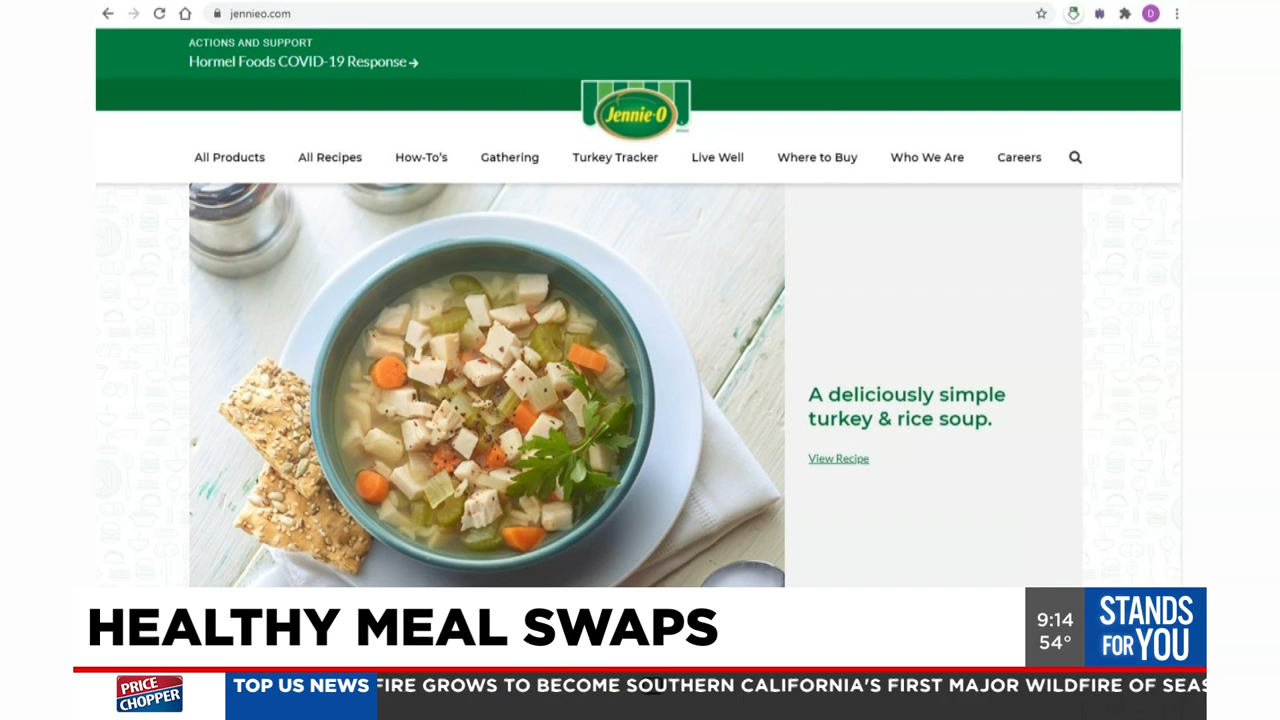 jennieo.com
D
ACTIONS AND SUPPORT
Hormel Foods COVID-19 Response
Jennie-O
All Products All Recipes How-To's Gathering Turkey Tracker Live Well Where to Buy Who We Are Careers
A deliciously simple
turkey & rice soup.
View Recipe
HEALTHY MEAL SWAPS
9:14
54°
STANDS
FOR YOU
PRICE
CHOPPER
TOP US NEWS FIRE GROWS TO BECOME SOUTHERN CALIFORNIA'S FIRST MAJOR WILDFIRE OF SEAS